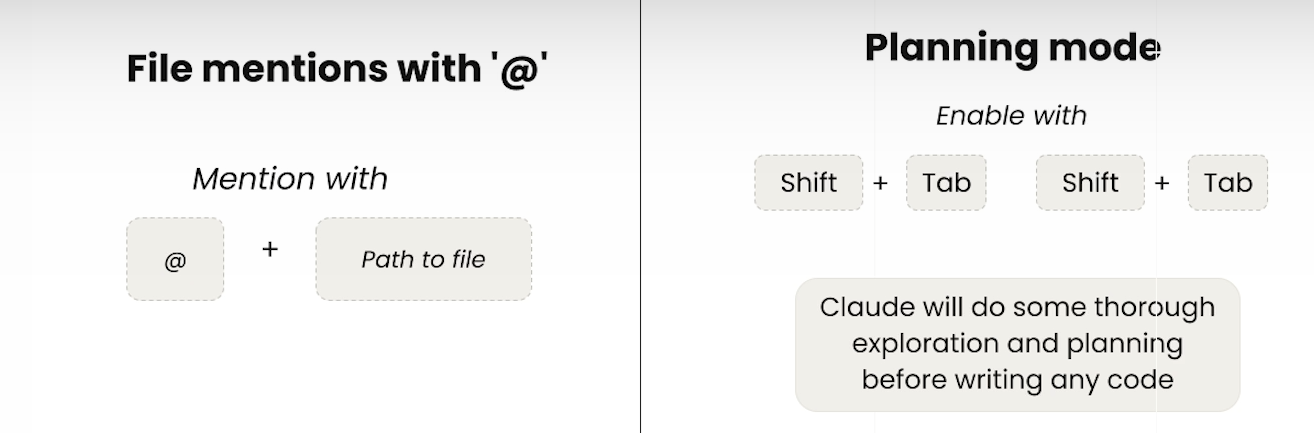 File mentions with '@'
Mention with
@ + Path to file
Planning mode
Enable with
Shift + Tab Shift + Tab
Claude will do some thorough
exploration and planning
before writing any code